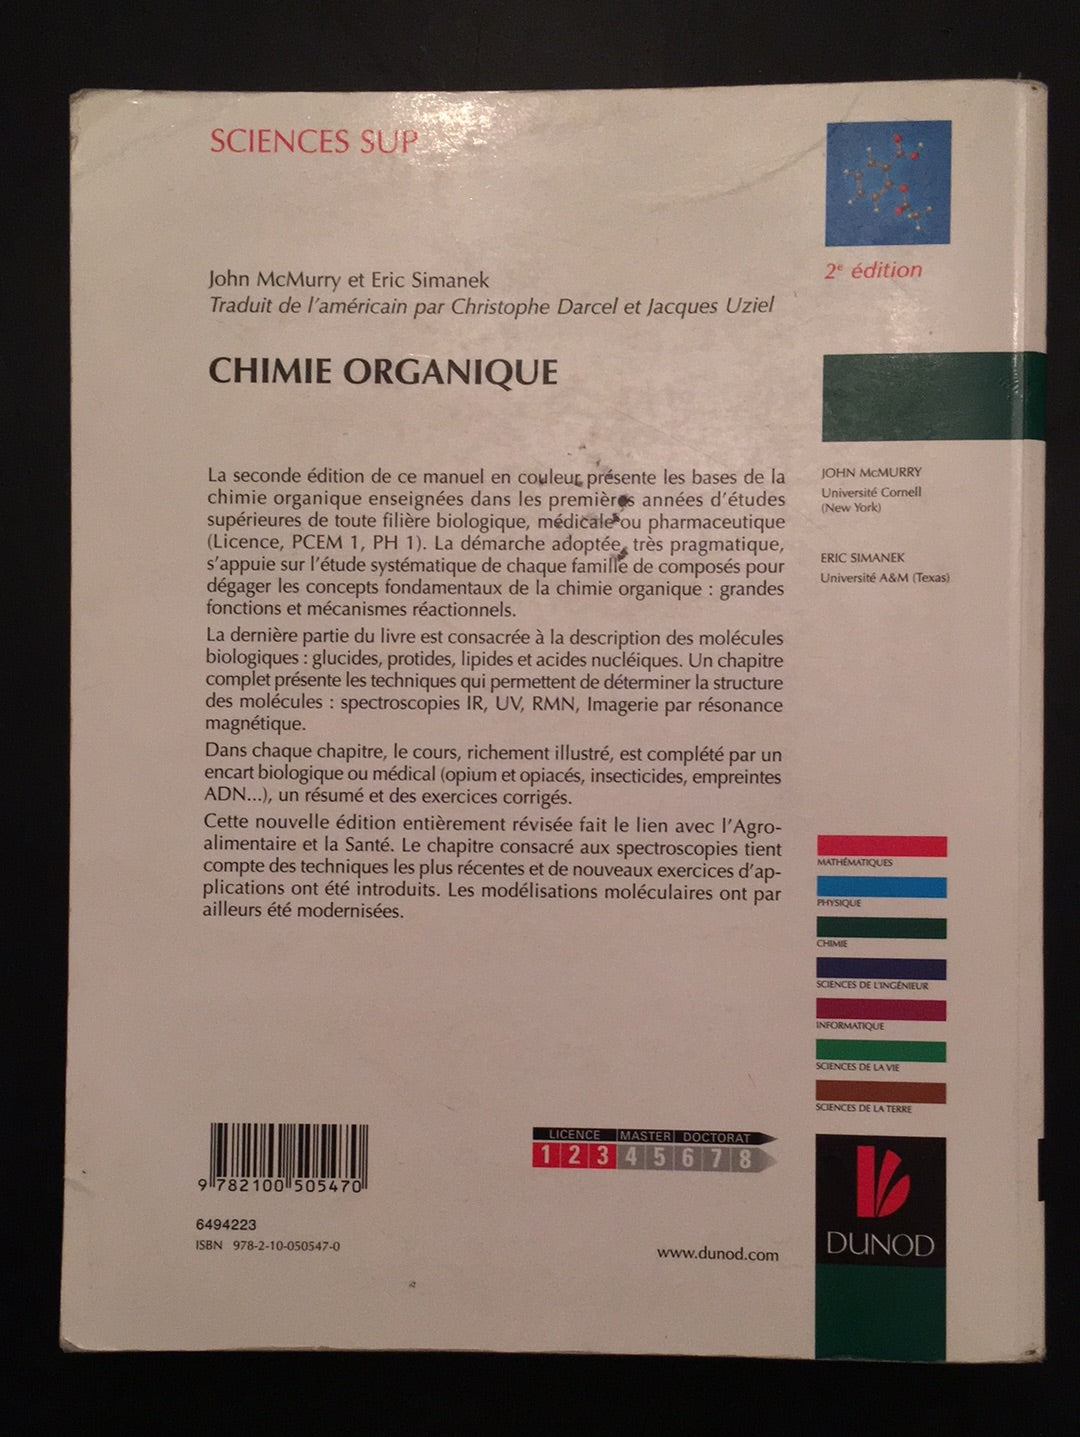 SCIENCES SUP
2e édition
John McMurry et Eric Simanek
Traduit de l'américain par Christophe Darcel et Jacques Uziel
CHIMIE ORGANIQUE
La seconde édition de ce manuel en couleur présente les bases de la
chimie organique enseignées dans les premières années d'études
supérieures de toute filière biologique, médicale ou pharmaceutique
(Licence, PCEM 1, PH 1). La démarche adoptée, très pragmatique,
s'appuie sur l'étude systématique de chaque famille de composés pour
dégager les concepts fondamentaux de la chimie organique : grandes
fonctions et mécanismes réactionnels.
La dernière partie du livre est consacrée à la description des molécules
biologiques : glucides, protides, lipides et acides nucléiques. Un chapitre
complet présente les techniques qui permettent de déterminer la structure
des molécules : spectroscopies IR, UV, RMN, Imagerie par résonance
magnétique.
Dans chaque chapitre, le cours, richement illustré, est complété par un
encart biologique ou médical (opium et opiacés, insecticides, empreintes
ADN...), un résumé et des exercices corrigés.
Cette nouvelle édition entièrement révisée fait le lien avec l'Agro-
alimentaire et la Santé. Le chapitre consacré aux spectroscopies tient
compte des techniques les plus récentes et de nouveaux exercices d'ap-
plications ont été introduits. Les modélisations moléculaires ont par
ailleurs été modernisées.
JOHN McMURRY
Université Cornell
(New York)
ERIC SIMANEK
Université A&M (Texas)
MATHÉMATIQUES
PHYSIQUE
CHIMIE
SCIENCES DE L'INGÉNIEUR
INFORMATIQUE
SCIENCES DE LA VIE
SCIENCES DE LA TERRE
9 782100 505470
6494223
ISBN 978-2-10-050547-0
LICENCE MASTER DOCTORAT
1 2 3 4 5 6 7 8
www.dunod.com
DUNOD